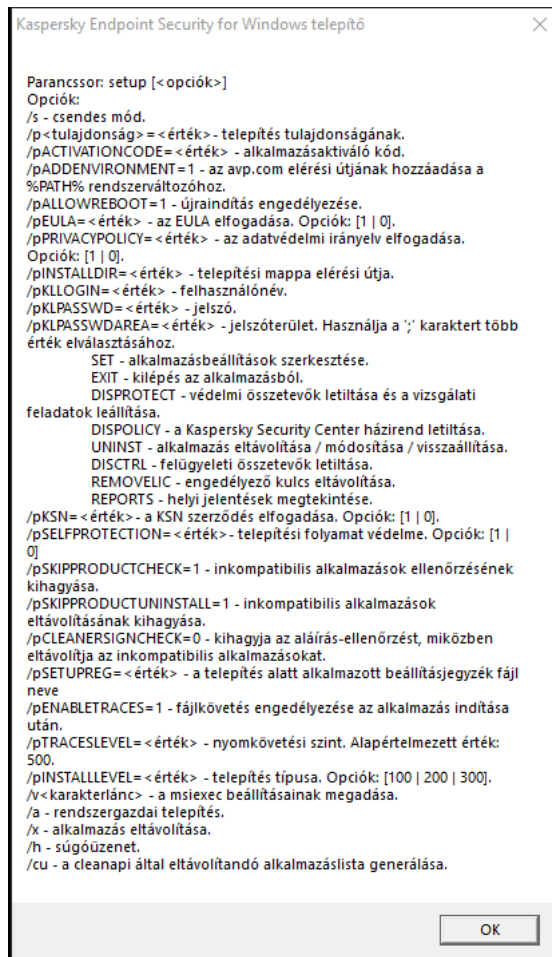 Kaspersky Endpoint Security for Windows telepítő
Parancssor: setup [<opciók>]
Opciók:
/s - csendes mód.
/p<tulajdonság>=<érték>- telepítés tulajdonságának.
/pACTIVATIONCODE=<érték> - alkalmazásaktiváló kód.
/pADDENVIRONMENT=1 - az avp.com elérési útjának hozzáadása a
%PATH% rendszerváltozóhoz.
/pALLOWREBOOT=1 - újraindítás engedélyezése.
/pEULA=<érték> - az EULA elfogadása. Opciók: [1 | 0].
/pPRIVACYPOLICY=<érték> - az adatvédelmi irányelv elfogadása.
Opciók: [1 | 0].
/pINSTALLDIR=<érték> - telepítési mappa elérési útja.
/pKLLOGIN=<érték> - felhasználónév.
/pKLPASSWD=<érték> - jelszó.
/pKLPASSWDAREA=<érték> - jelszóterület. Használja a ';' karaktert több
érték elválasztásához.
SET - alkalmazásbeállítások szerkesztése.
EXIT - kilépés az alkalmazásból.
DISPROTECT - védelmi összetevők letiltása és a vizsgálati
feladatok leállítása.
DISPOLICY - a Kaspersky Security Center házirend letiltása.
UNINST - alkalmazás eltávolítása / módosítása / visszaállítása.
DISCTRL - felügyeleti összetevők letiltása.
REMOVELIC - engedélyező kulcs eltávolítása.
REPORTS - helyi jelentések megtekintése.
/pKSN=<érték>- a KSN szerződés elfogadása. Opciók: [1 | 0].
/pSELFPROTECTION=<érték>- telepítési folyamat védelme. Opciók: [1 |
0]
/pSKIPPRODUCTCHECK=1 - inkompatibilis alkalmazások ellenőrzésének
kihagyása.
/pSKIPPRODUCTUNINSTALL=1 - inkompatibilis alkalmazások
eltávolításának kihagyása.
/pCLEANERSIGNCHECK=0 - kihagyja az aláírás-ellenőrzést, miközben
eltávolítja az inkompatibilis alkalmazásokat.
/pSETUPREG=<érték> - a telepítés alatt alkalmazott beállításjegyzék fájl
neve
/pENABLETRACES=1 - fájlkövetés engedélyezése az alkalmazás indítása
után.
/pTRACESLEVEL=<érték> - nyomkövetési szint. Alapértelmezett érték:
500.
/pINSTALLLEVEL=<érték> - telepítés típusa. Opciók: [100 | 200 | 300].
/v<karakterlánc> - a msiexec beállításainak megadása.
/a - rendszergazdai telepítés.
/x - alkalmazás eltávolítása.
/h - súgóüzenet.
/cu - a cleanapi által eltávolítandó alkalmazáslista generálása.
OK